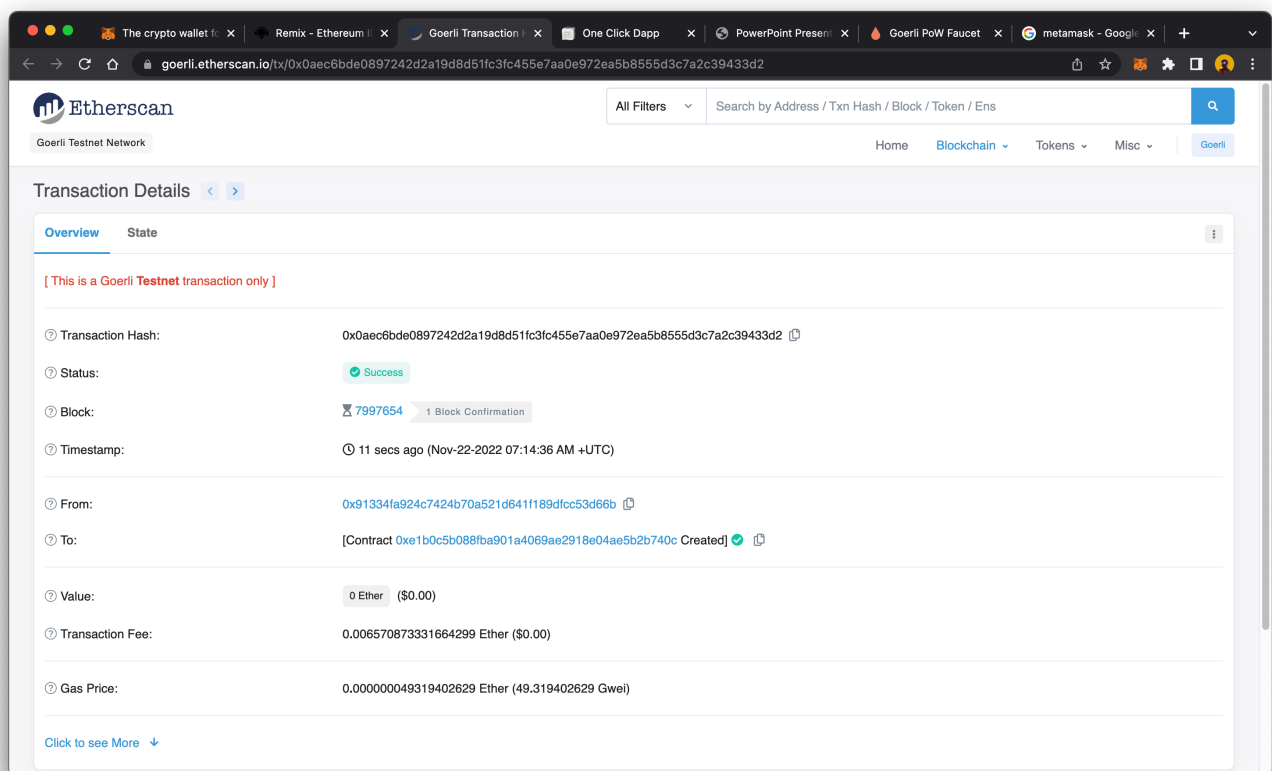 The crypto wallet fo
Remix - Ethereum I
Goerli Transaction H
One Click Dapp
PowerPoint Present
Goerli PoW Faucet
metamask - Google
goerli.etherscan.io/tx/0x0aec6bde0897242d2a19d8d51fc3fc455e7aa0e972ea5b8555d3c7a2c39433d2
Etherscan
All Filters
Search by Address / Txn Hash / Block / Token / Ens
Goerli Testnet Network
Home Blockchain Tokens Misc Goerli
Transaction Details
Overview State
[ This is a Goerli Testnet transaction only ]
Transaction Hash: 0x0aec6bde0897242d2a19d8d51fc3fc455e7aa0e972ea5b8555d3c7a2c39433d2
Status: Success
Block: 7997654 1 Block Confirmation
Timestamp: 11 secs ago (Nov-22-2022 07:14:36 AM +UTC)
From: 0x91334fa924c7424b70a521d641f189dfcc53d66b
To: [Contract 0xe1b0c5b088fba901a4069ae2918e04ae5b2b740c Created]
Value: 0 Ether ($0.00)
Transaction Fee: 0.006570873331664299 Ether ($0.00)
Gas Price: 0.000000049319402629 Ether (49.319402629 Gwei)
Click to see More